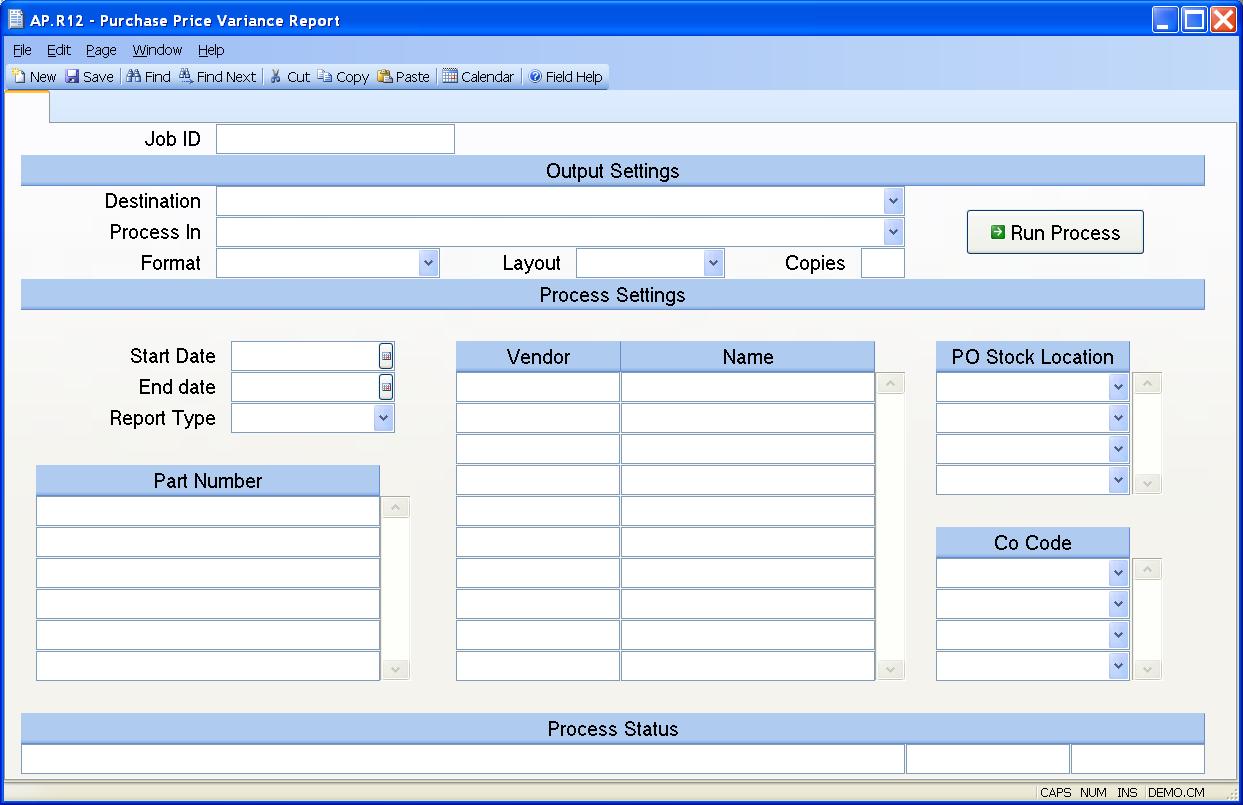 AP.R12 - Purchase Price Variance Report
File Edit Page Window Help
New Save Find Find Next Cut Copy Paste Calendar Field Help
Job ID
Output Settings
Destination
Process In
Run Process
Format Layout Copies
Process Settings
Start Date
End date
Report Type
Vendor Name
PO Stock Location
Part Number
Co Code
Process Status
CAPS NUM INS DEMO.CM